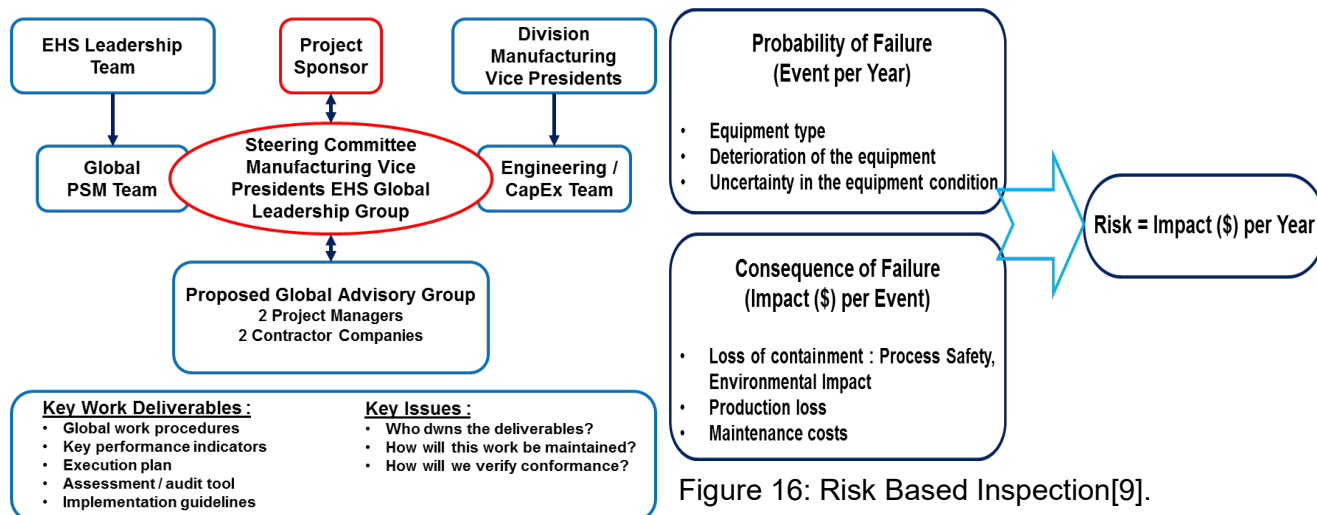 EHS Leadership
Team
Project
Sponsor
Division
Manufacturing
Vice Presidents
Global
PSM Team
Steering Committee
Manufacturing Vice
Presidents EHS Global
Leadership Group
Engineering /
CapEx Team
Proposed Global Advisory Group
2 Project Managers
2 Contractor Companies
Key Work Deliverables :
• Global work procedures
• Key performance indicators
• Execution plan
• Assessment / audit tool
• Implementation guidelines
Key Issues :
• Who dwns the deliverables?
• How will this work be maintained?
• How will we verify conformance?
Probability of Failure
(Event per Year)
• Equipment type
• Deterioration of the equipment
• Uncertainty in the equipment condition
Consequence of Failure
(Impact ($) per Event)
• Loss of containment : Process Safety,
Environmental Impact
• Production loss
• Maintenance costs
Risk = Impact ($) per Year
Figure 16: Risk Based Inspection[9].